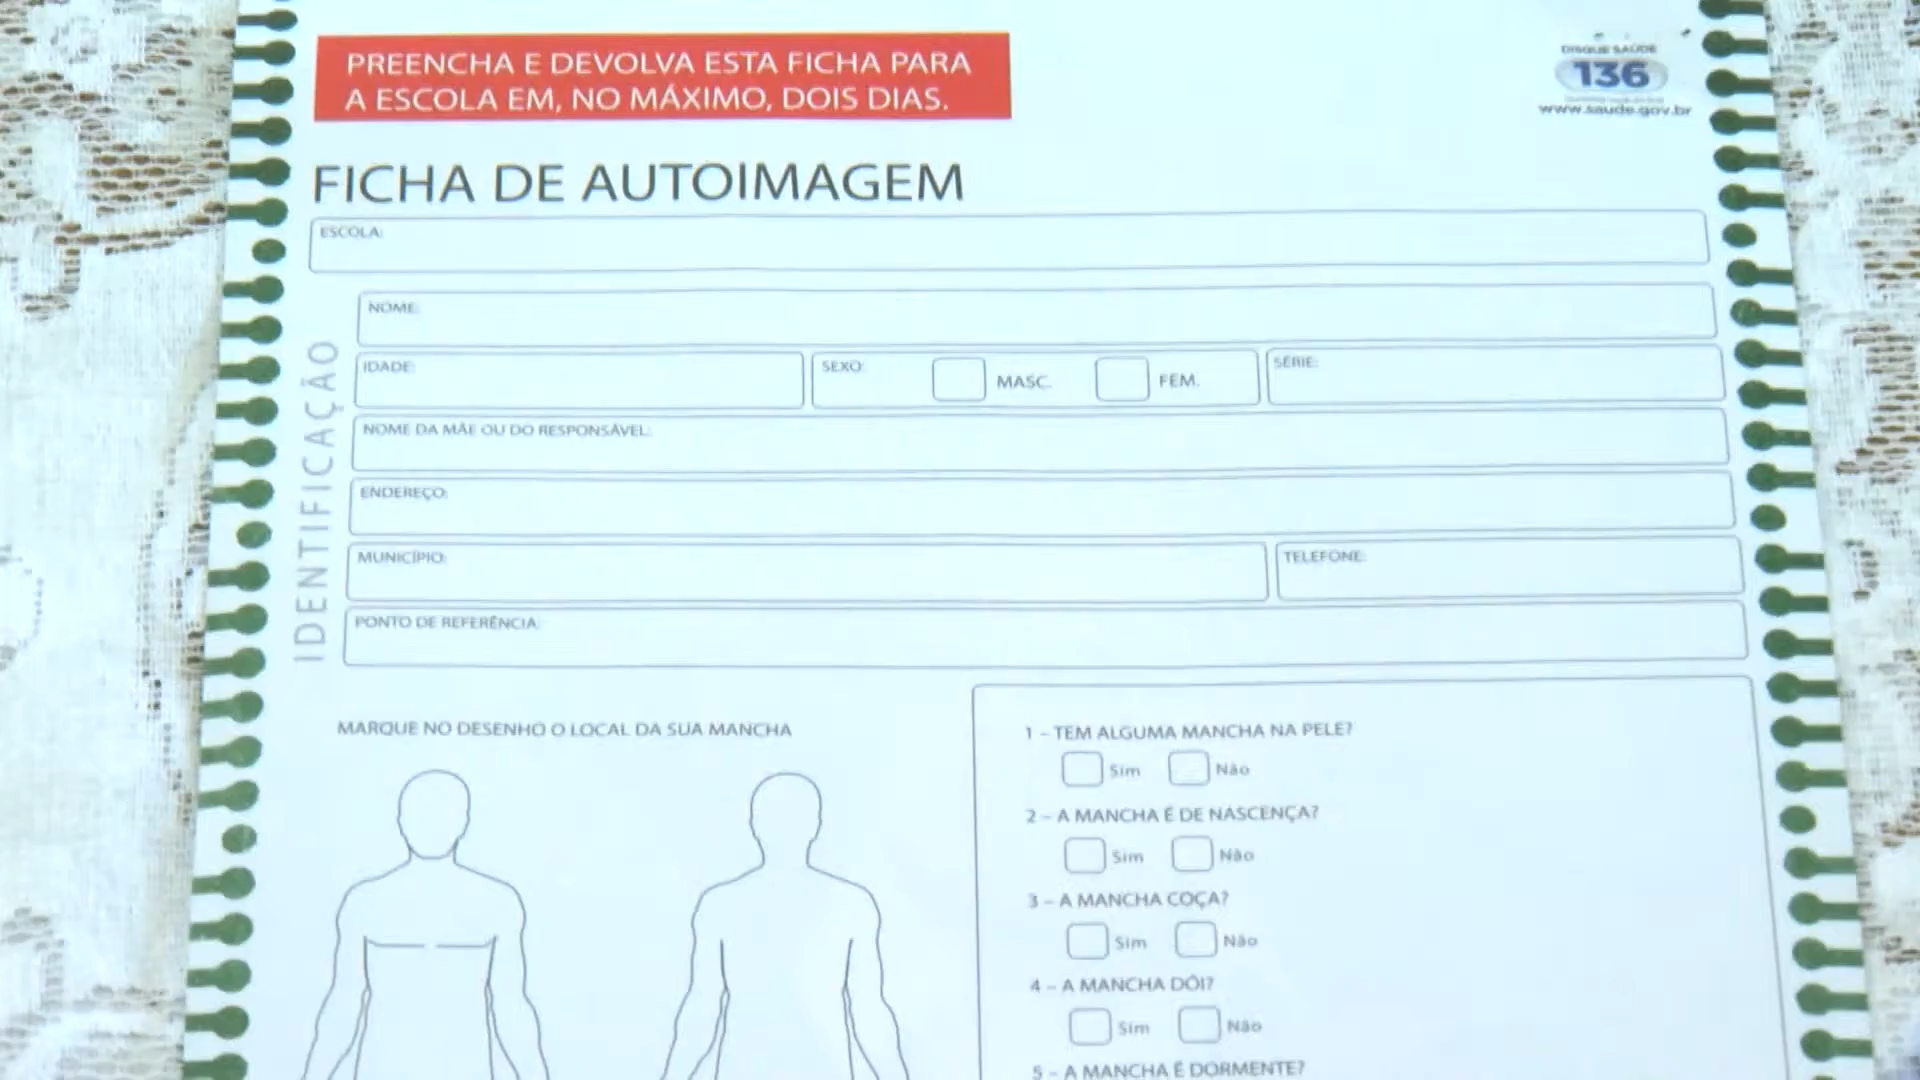 PREENCHA E DEVOLVA ESTA FICHA PARA
A ESCOLA EM, NO MÁXIMO, DOIS DIAS.
DISQUE SAÚDE
136
www.saude.gov.br
FICHA DE AUTOIMAGEM
ESCOLA:
IDENTIFICAÇÃO
NOME:
IDADE: SEXO: MASC. FEM. SÉRIE:
NOME DA MÃE OU DO RESPONSÁVEL:
ENDEREÇO:
MUNICÍPIO: TELEFONE:
PONTO DE REFERÊNCIA:
MARQUE NO DESENHO O LOCAL DA SUA MANCHA
1 – TEM ALGUMA MANCHA NA PELE?
Sim Não
2 – A MANCHA É DE NASCENÇA?
Sim Não
3 – A MANCHA COÇA?
Sim Não
4 – A MANCHA DÓI?
Sim Não
5 – A MANCHA É DORMENTE?